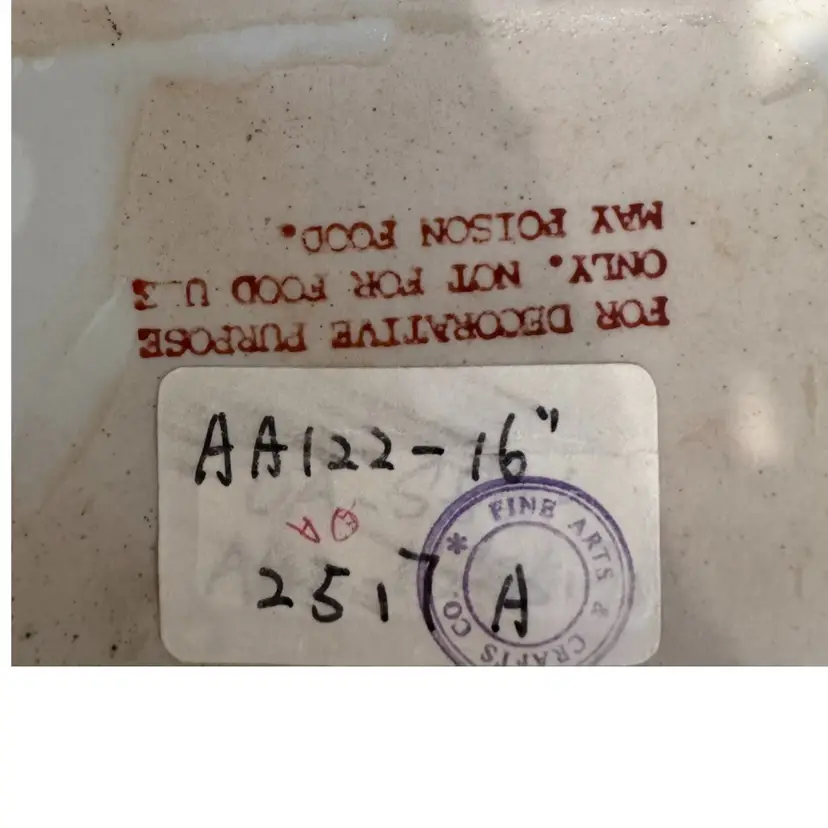 FOR DECORATIVE PURPOSE
ONLY. NOT FOR FOOD
MAY POISON FOOD.
AA122-16"
2517 A
FINE ARTS & CRAFTS CO. *